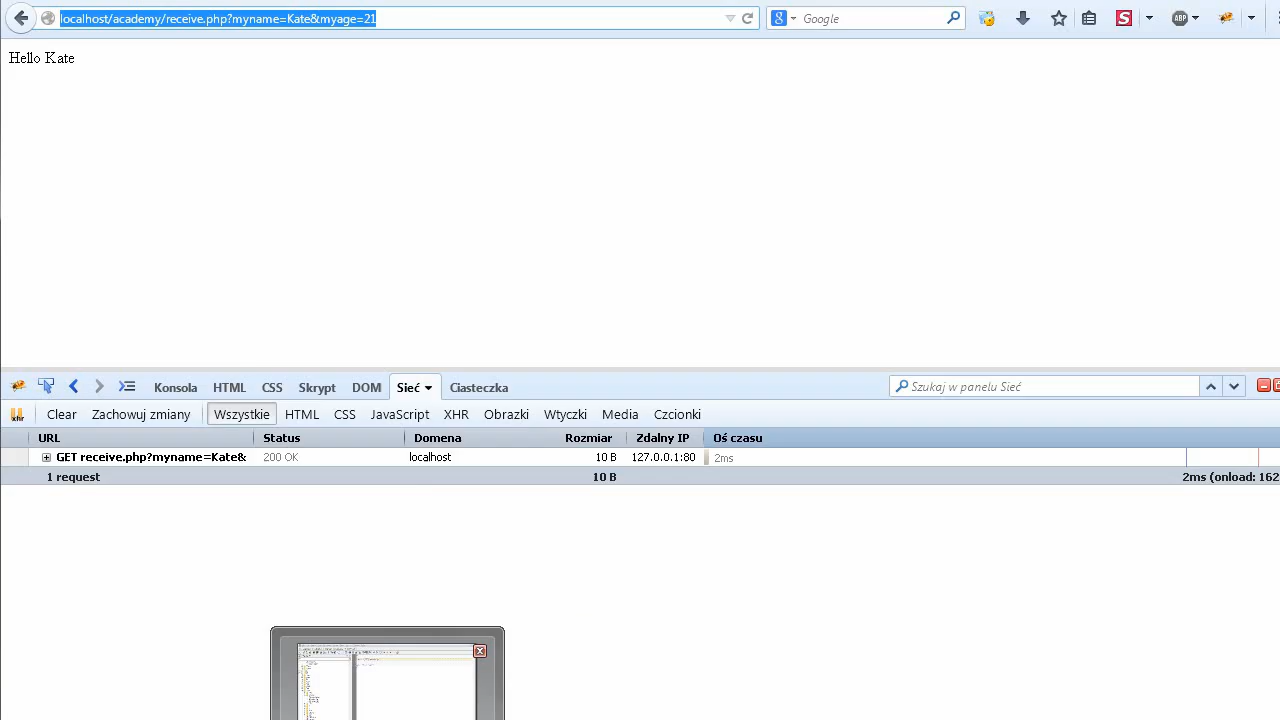 localhost/academy/receive.php?myname=Kate&myage=21
Google
S
ABP
Hello Kate
Konsola HTML CSS Skrypt DOM Sieć Ciasteczka
Szukaj w panelu Sieć
xhr Clear Zachowuj zmiany Wszystkie HTML CSS JavaScript XHR Obrazki Wtyczki Media Czcionki
URL Status Domena Rozmiar Zdalny IP Oś czasu
GET receive.php?myname=Kate& 200 OK localhost 10 B 127.0.0.1:80 2ms
1 request 10 B 2ms (onload: 162